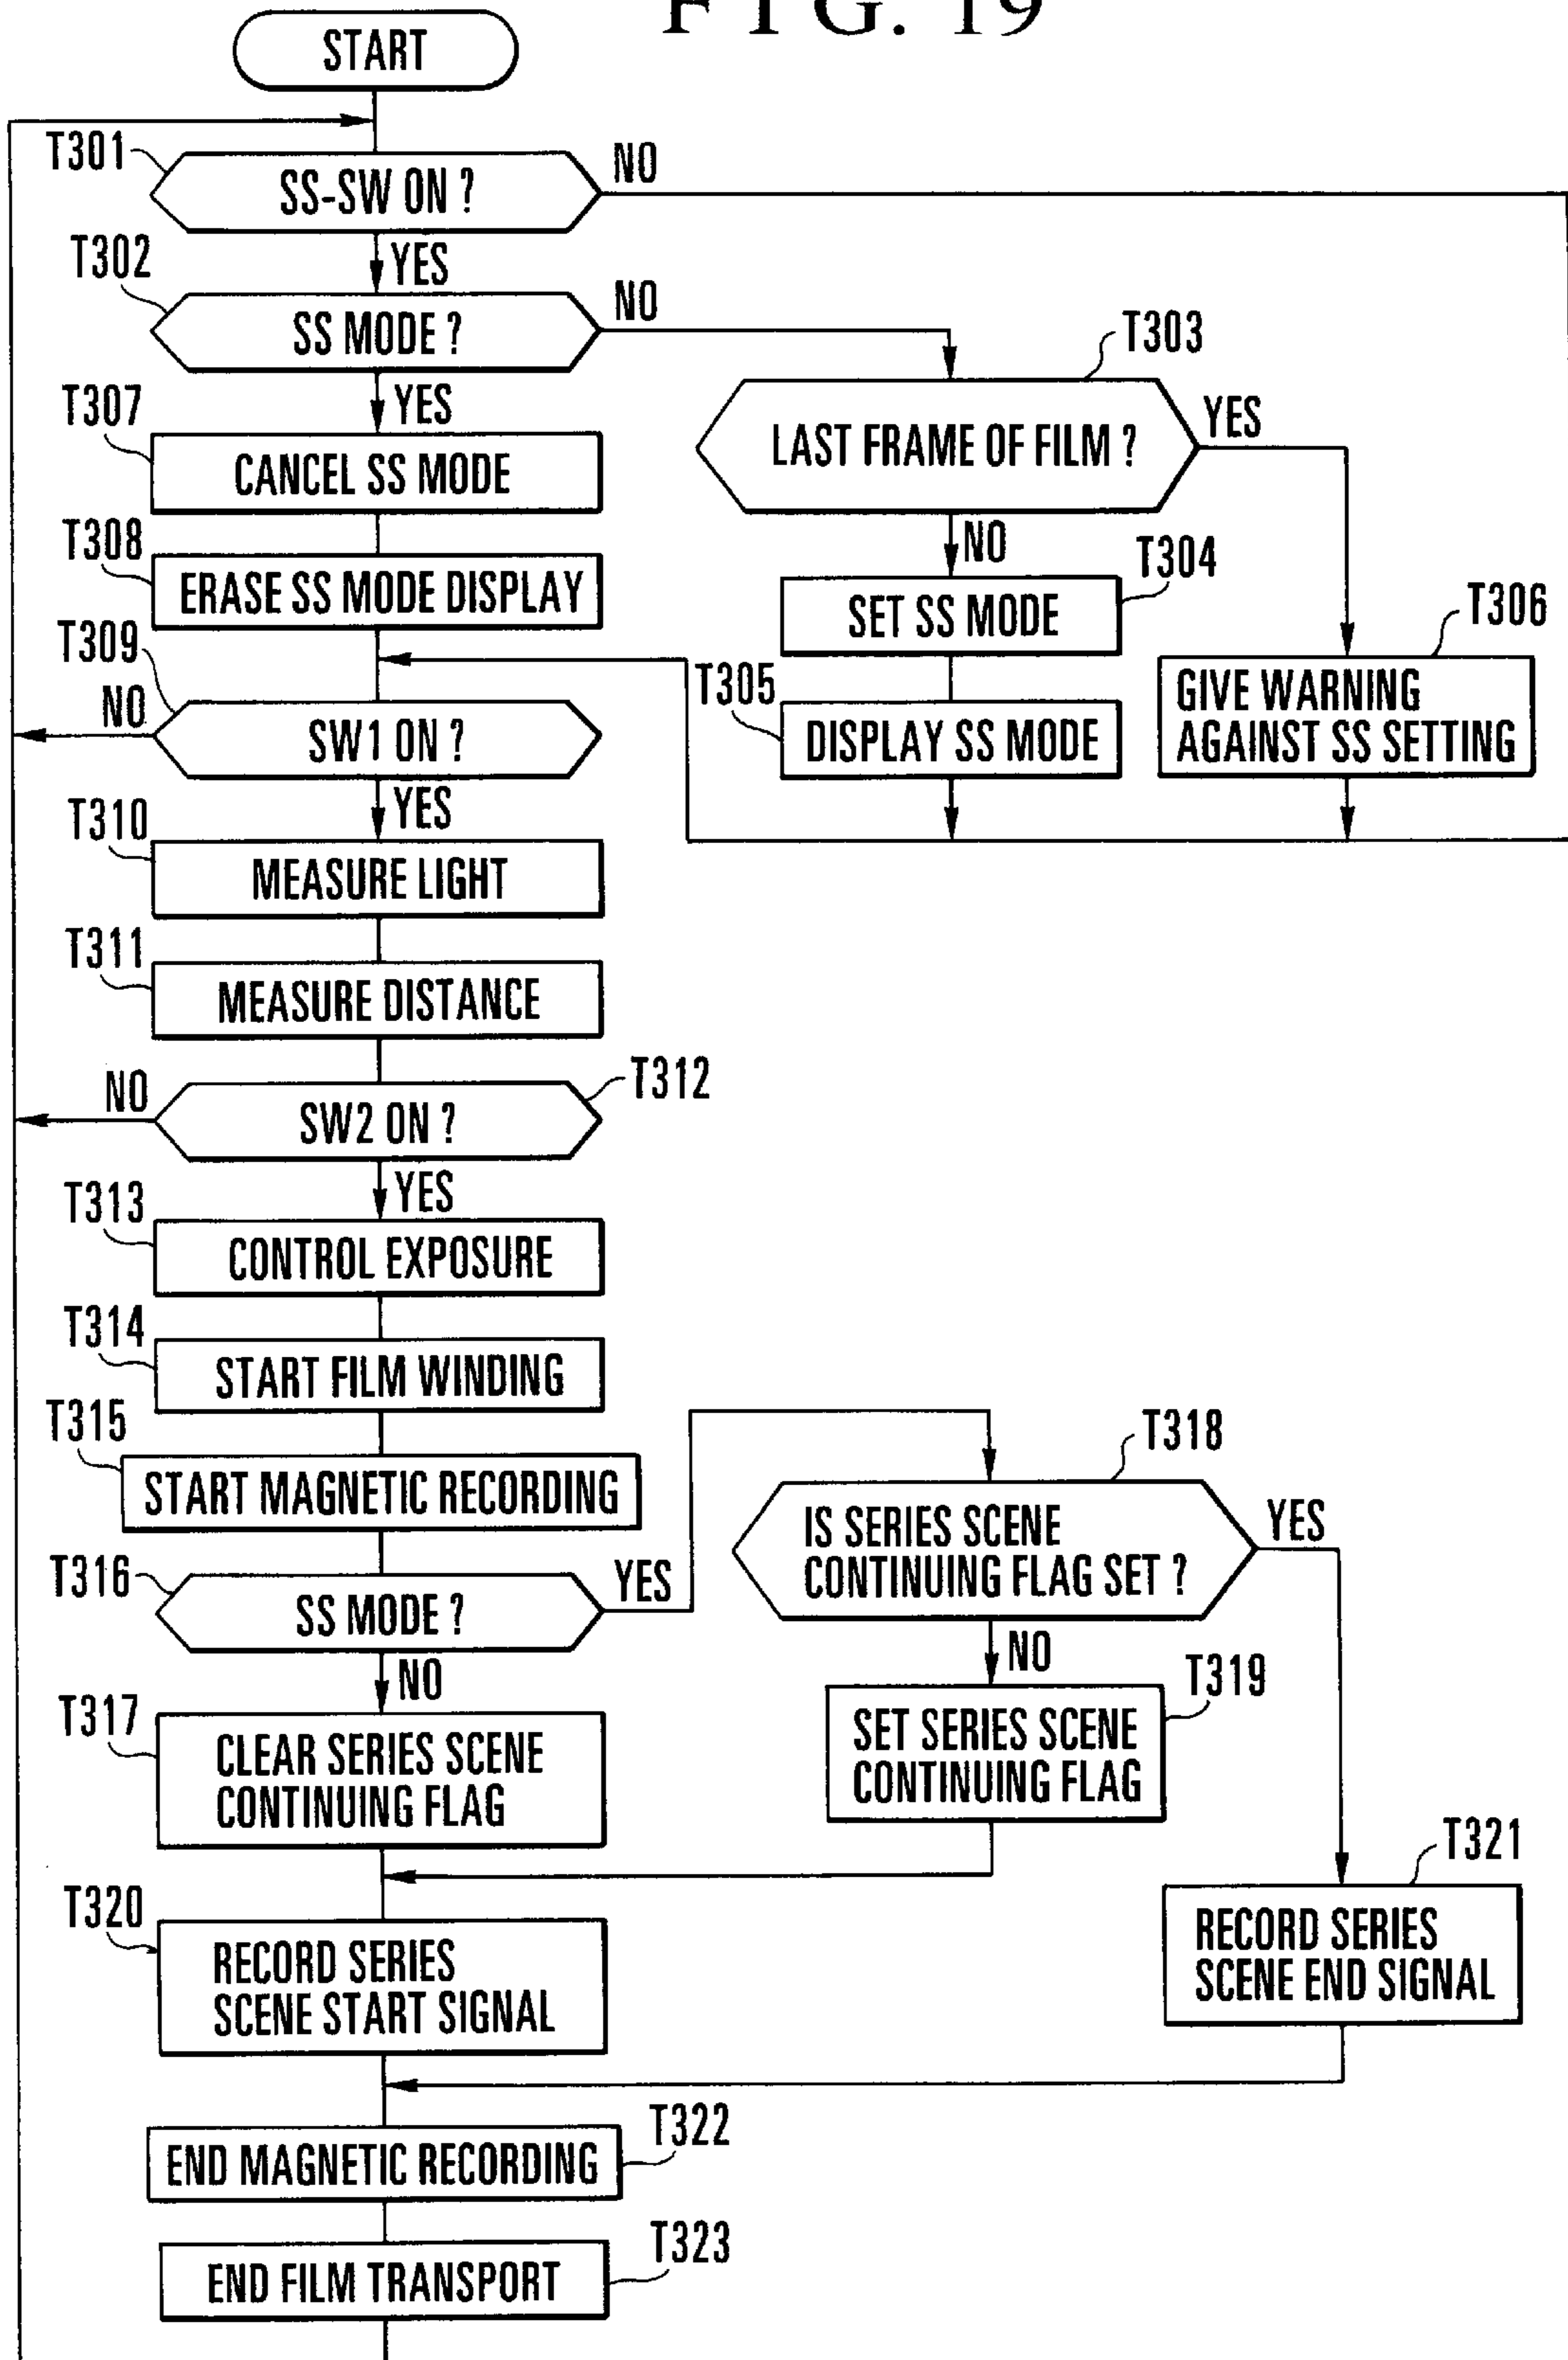 FIG. 19
START
T301
SS-SW ON ?
NO
YES
T302
SS MODE ?
NO
YES
T303
LAST FRAME OF FILM ?
YES
NO
T307
CANCEL SS MODE
T308
ERASE SS MODE DISPLAY
T304
SET SS MODE
T306
GIVE WARNING
AGAINST SS SETTING
T305
DISPLAY SS MODE
T309
NO
SW1 ON ?
YES
T310
MEASURE LIGHT
T311
MEASURE DISTANCE
T312
NO
SW2 ON ?
YES
T313
CONTROL EXPOSURE
T314
START FILM WINDING
T315
START MAGNETIC RECORDING
T316
SS MODE ?
YES
NO
T318
IS SERIES SCENE
CONTINUING FLAG SET ?
YES
NO
T317
CLEAR SERIES SCENE
CONTINUING FLAG
T319
SET SERIES SCENE
CONTINUING FLAG
T320
RECORD SERIES
SCENE START SIGNAL
T321
RECORD SERIES
SCENE END SIGNAL
T322
END MAGNETIC RECORDING
T323
END FILM TRANSPORT